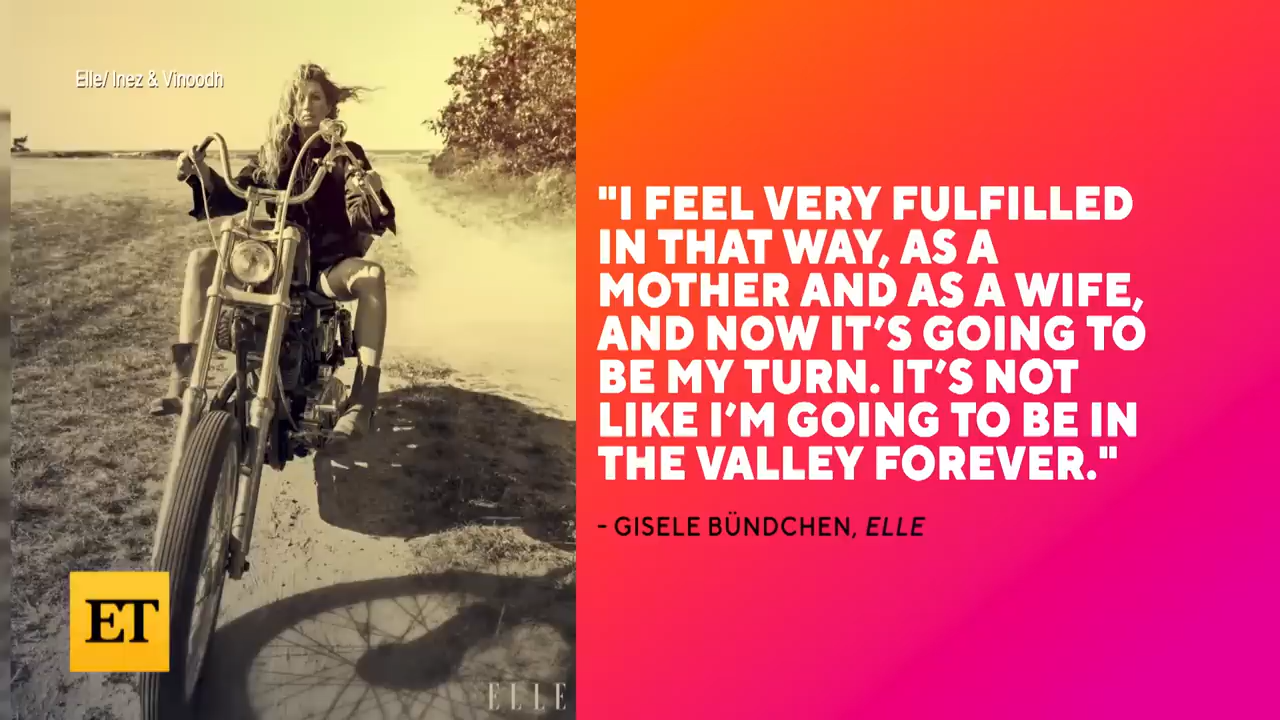 Elle/ Inez & Vinoodh
"I FEEL VERY FULFILLED
IN THAT WAY, AS A
MOTHER AND AS A WIFE,
AND NOW IT'S GOING TO
BE MY TURN. IT'S NOT
LIKE I'M GOING TO BE IN
THE VALLEY FOREVER."
- GISELE BÜNDCHEN, ELLE
ET
ELLE